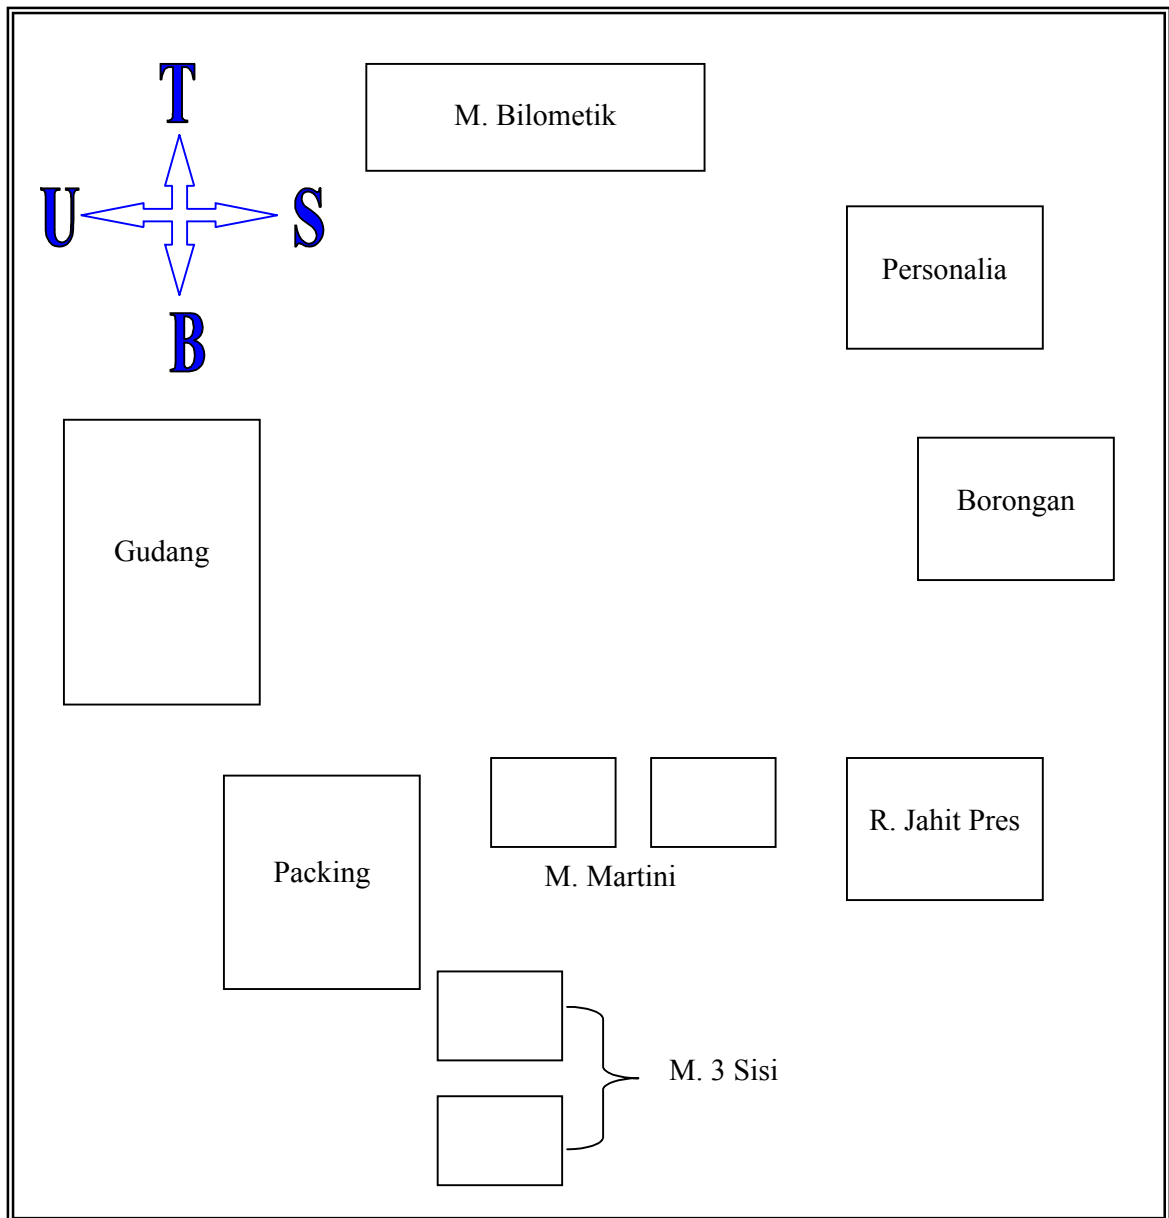 T
M. Bilometik
U
S
Personalia
B
Borongan
Gudang
R. Jahit Pres
Packing
M. Martini
M. 3 Sisi